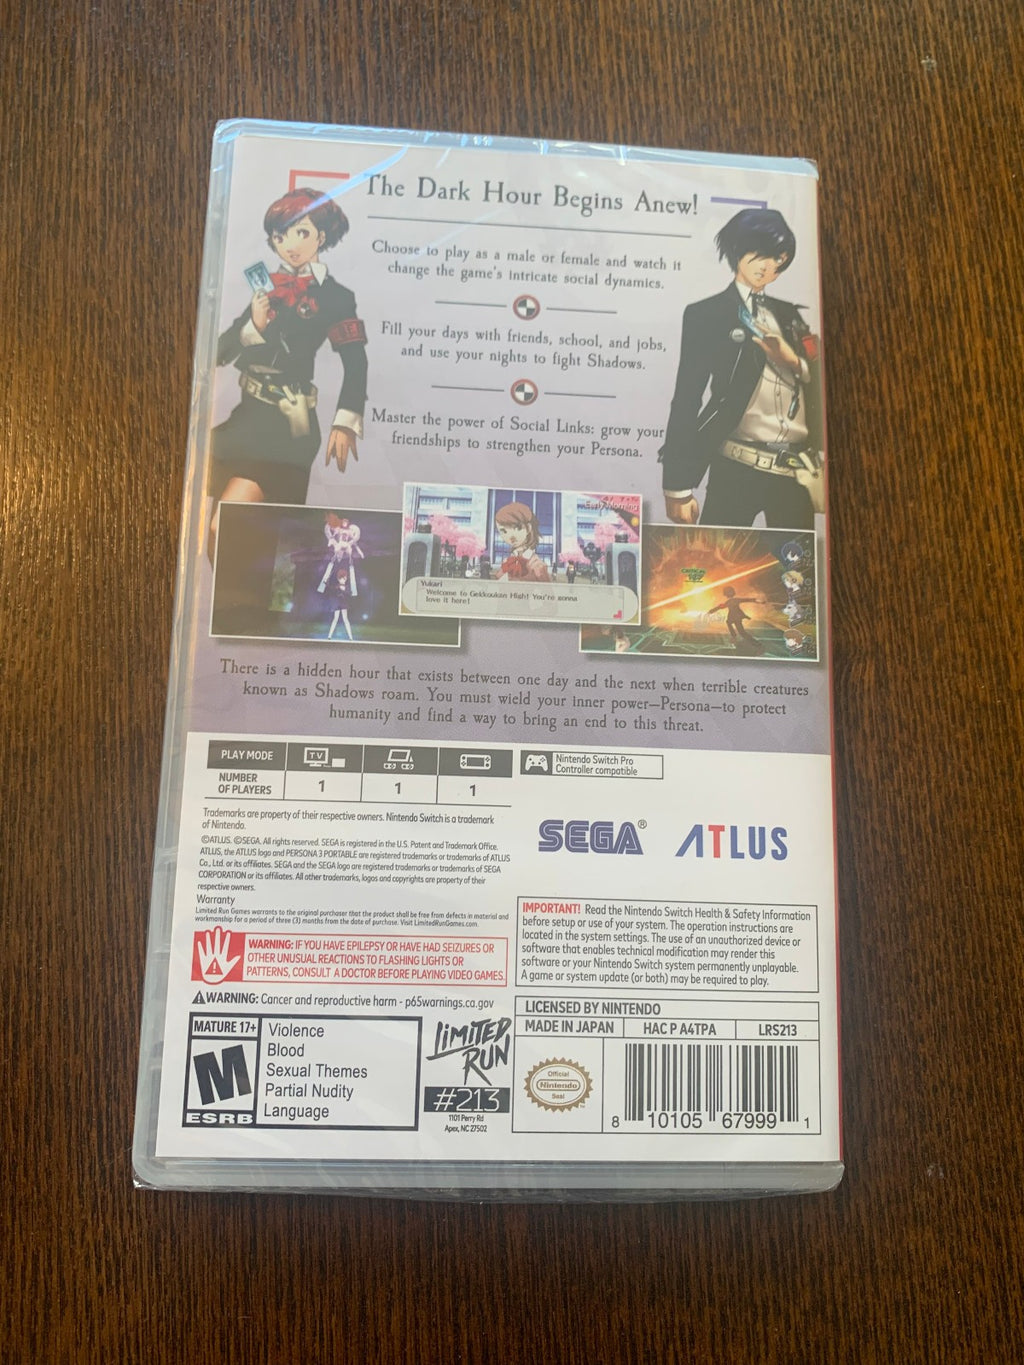 The Dark Hour Begins Anew!
Choose to play as a male or female and watch it
change the game's intricate social dynamics.
Fill your days with friends, school, and jobs,
and use your nights to fight Shadows.
Master the power of Social Links: grow your
friendships to strengthen your Persona.
Early Morning
Yukari
Welcome to Gekkoukan High! You're gonna
love it here!
There is a hidden hour that exists between one day and the next when terrible creatures
known as Shadows roam. You must wield your inner power—Persona—to protect
humanity and find a way to bring an end to this threat.
PLAY MODE
TV
NUMBER
OF PLAYERS
1
1
1
Nintendo Switch Pro
Controller compatible
Trademarks are property of their respective owners. Nintendo Switch is a trademark
of Nintendo.
©ATLUS. ©SEGA. All rights reserved. SEGA is registered in the U.S. Patent and Trademark Office.
ATLUS, the ATLUS logo and PERSONA 3 PORTABLE are registered trademarks or trademarks of ATLUS
Co., Ltd. or its affiliates. SEGA and the SEGA logo are registered trademarks or trademarks of SEGA
CORPORATION or its affiliates. All other trademarks, logos and copyrights are property of their
respective owners.
Warranty
Limited Run Games warrants to the original purchaser that the product shall be free from defects in material and
workmanship for a period of three (3) months from the date of purchase. Visit LimitedRunGames.com.
SEGA®
ATLUS
WARNING: IF YOU HAVE EPILEPSY OR HAVE HAD SEIZURES OR
OTHER UNUSUAL REACTIONS TO FLASHING LIGHTS OR
PATTERNS, CONSULT A DOCTOR BEFORE PLAYING VIDEO GAMES.
IMPORTANT! Read the Nintendo Switch Health & Safety Information
before setup or use of your system. The operation instructions are
located in the system settings. The use of an unauthorized device or
software that enables technical modification may render this
software or your Nintendo Switch system permanently unplayable.
A game or system update (or both) may be required to play.
WARNING: Cancer and reproductive harm - p65warnings.ca.gov
MATURE 17+
M
ESRB
Violence
Blood
Sexual Themes
Partial Nudity
Language
LIMITED
RUN
#213
1101 Perry Rd
Apex, NC 27502
LICENSED BY NINTENDO
MADE IN JAPAN
HAC P A4TPA
LRS213
Official
Nintendo
Seal
8 10105 67999 1